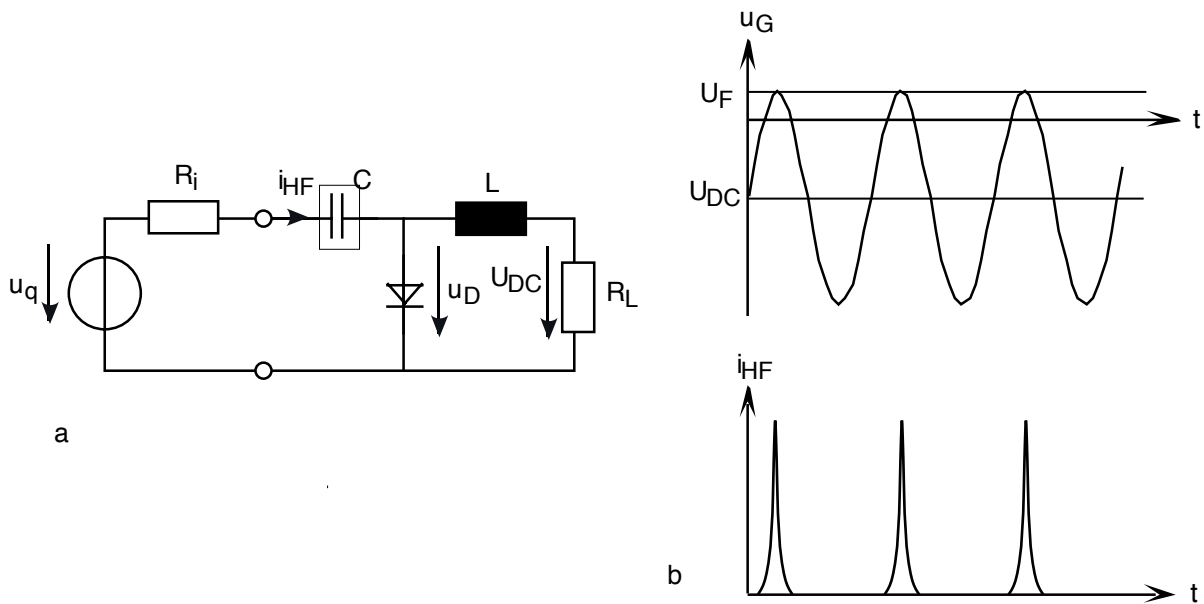 R_i
i_HF
C
L
u_q
u_D
U_DC
R_L
a
u_G
U_F
t
U_DC
i_HF
t
b